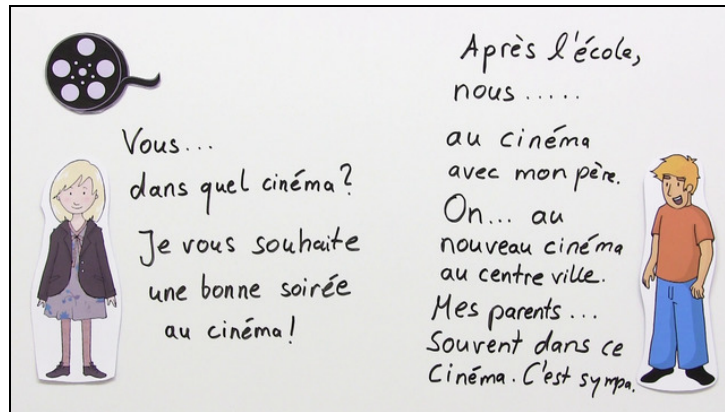 Vous...
dans quel cinéma?
Je vous souhaite
une bonne soirée
au cinéma!
Après l'école,
nous .....
au cinéma
avec mon père.
On... au
nouveau cinéma
au centre ville.
Mes parents ...
Souvent dans ce
Cinéma. C'est sympa.